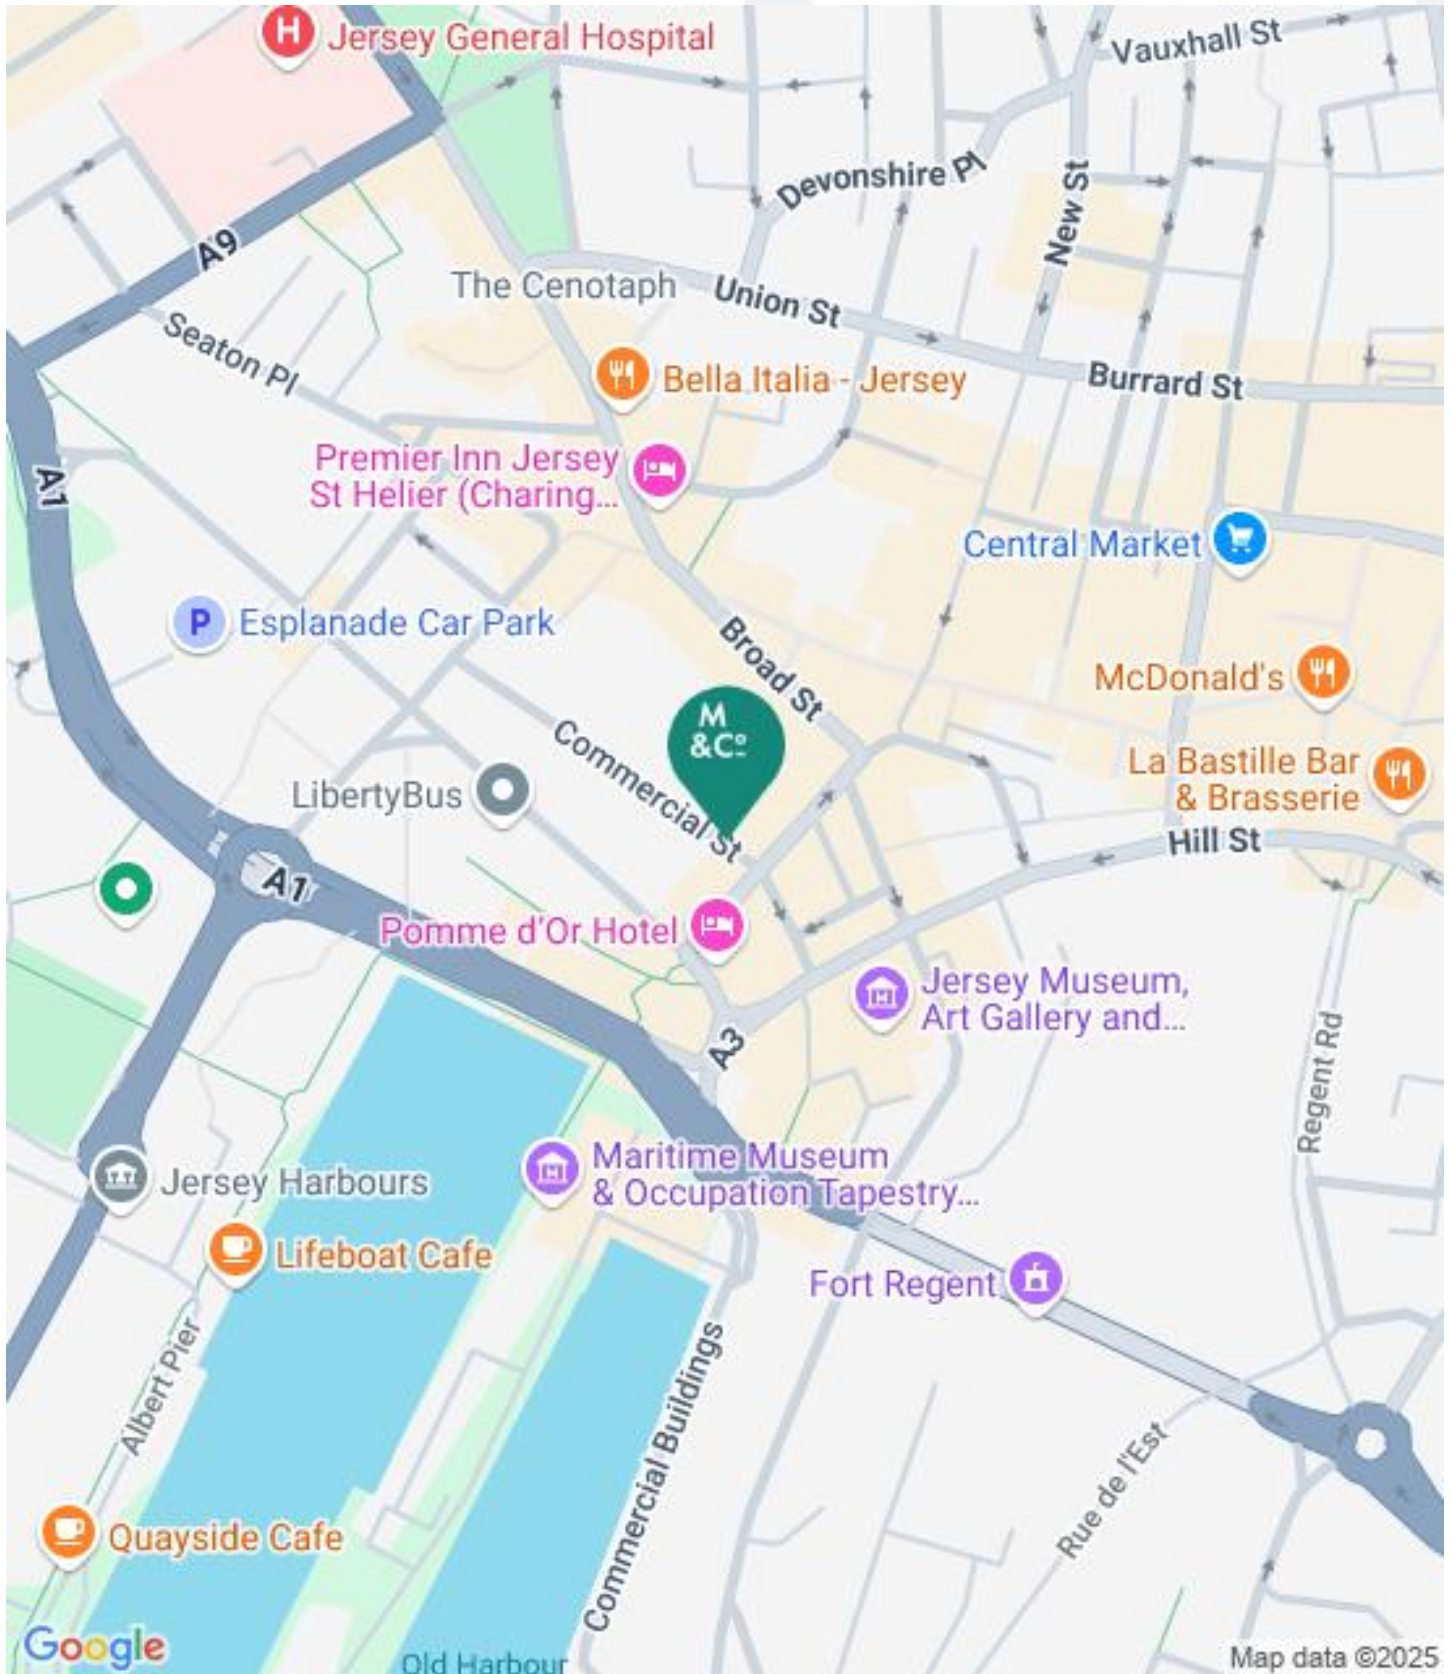 H
Jersey General Hospital
Vauxhall St
Devonshire Pl
New St
A9
The Cenotaph
Union St
Seaton Pl
Bella Italia - Jersey
Burrard St
A1
Premier Inn Jersey
St Helier (Charing...
Central Market
P
Esplanade Car Park
Broad St
McDonald's
M
&Cº
Commercial St
La Bastille Bar
& Brasserie
LibertyBus
Hill St
A1
Pomme d'Or Hotel
Jersey Museum,
Art Gallery and...
A3
Regent Rd
Maritime Museum
& Occupation Tapestry...
Jersey Harbours
Lifeboat Cafe
Fort Regent
Albert Pier
Commercial Buildings
Rue de l'Est
Quayside Cafe
Google
Old Harbour
Map data ©2025